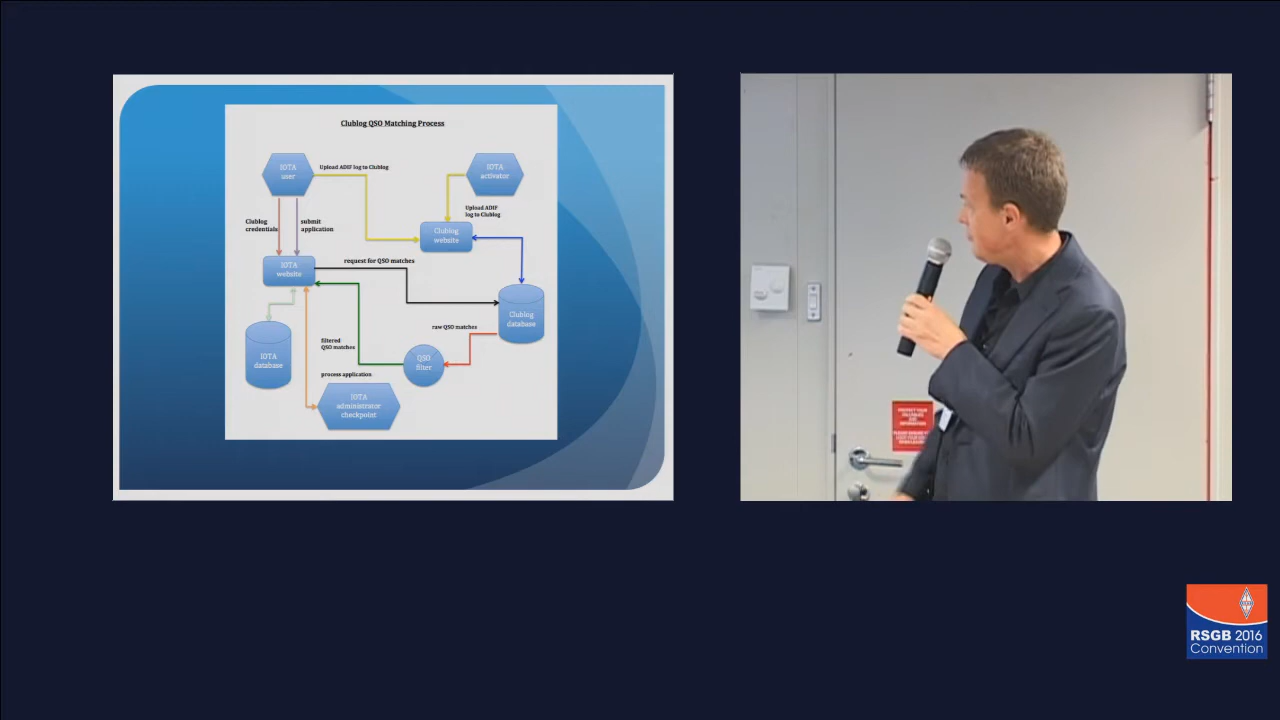 Clublog QSO Matching Process
IOTA
user
Upload ADIF log to Clublog
IOTA
activator
Clublog
credentials
submit
application
Upload ADIF
log to Clublog
Clublog
website
IOTA
website
request for QSO matches
Clublog
database
raw QSO matches
IOTA
database
filtered
QSO matches
QSO
filter
process application
IOTA
administrator
checkpoint
RSGB 2016
Convention